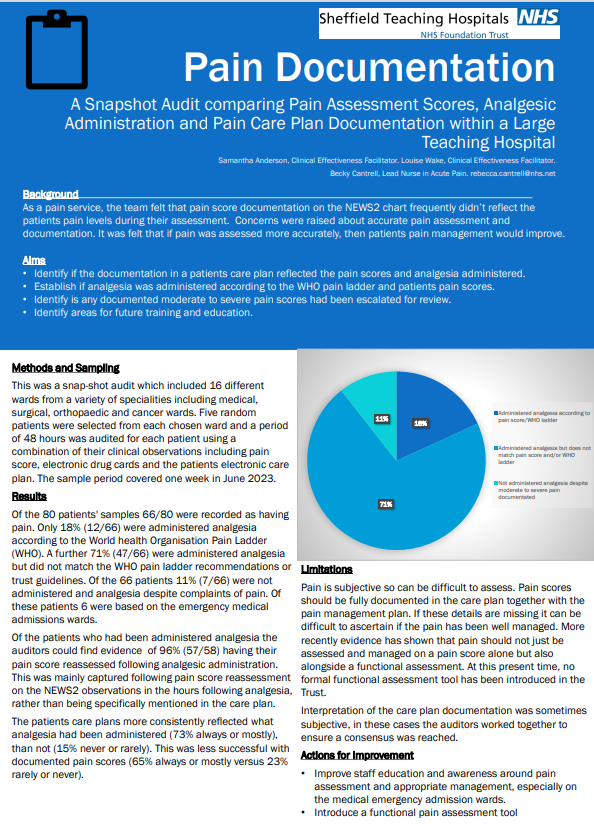 Sheffield Teaching Hospitals NHS
NHS Foundation Trust
Pain Documentation
A Snapshot Audit comparing Pain Assessment Scores, Analgesic
Administration and Pain Care Plan Documentation within a Large
Teaching Hospital
Samantha Anderson, Clinical Effectiveness Facilitator. Louise Wake, Clinical Effectiveness Facilitator.
Becky Cantrell, Lead Nurse in Acute Pain. rebecca.cantrell@nhs.net
Background
As a pain service, the team felt that pain score documentation on the NEWS2 chart frequently didn't reflect the
patients pain levels during their assessment. Concerns were raised about accurate pain assessment and
documentation. It was felt that if pain was assessed more accurately, then patients pain management would improve.
Aims
• Identify if the documentation in a patients care plan reflected the pain scores and analgesia administered.
• Establish if analgesia was administered according to the WHO pain ladder and patients pain scores.
• Identify is any documented moderate to severe pain scores had been escalated for review.
• Identify areas for future training and education.
Methods and Sampling
This was a snap-shot audit which included 16 different
wards from a variety of specialities including medical,
surgical, orthopaedic and cancer wards. Five random
patients were selected from each chosen ward and a period
of 48 hours was audited for each patient using a
combination of their clinical observations including pain
score, electronic drug cards and the patients electronic care
plan. The sample period covered one week in June 2023.
Results
Of the 80 patients' samples 66/80 were recorded as having
pain. Only 18% (12/66) were administered analgesia
according to the World health Organisation Pain Ladder
(WHO). A further 71% (47/66) were administered analgesia
but did not match the WHO pain ladder recommendations or
trust guidelines. Of the 66 patients 11% (7/66) were not
administered and analgesia despite complaints of pain. Of
these patients 6 were based on the emergency medical
admissions wards.
Of the patients who had been administered analgesia the
auditors could find evidence of 96% (57/58) having their
pain score reassessed following analgesic administration.
This was mainly captured following pain score reassessment
on the NEWS2 observations in the hours following analgesia,
rather than being specifically mentioned in the care plan.
The patients care plans more consistently reflected what
analgesia had been administered (73% always or mostly),
than not (15% never or rarely). This was less successful with
documented pain scores (65% always or mostly versus 23%
rarely or never).
11%
18%
71%
Administered analgesia according to
pain score/WHO ladder
Administered analgesia but does not
match pain score and/or WHO
ladder
Not administered analgesia despite
moderate to severe pain
documentated
Limitations
Pain is subjective so can be difficult to assess. Pain scores
should be fully documented in the care plan together with the
pain management plan. If these details are missing it can be
difficult to ascertain if the pain has been well managed. More
recently evidence has shown that pain should not just be
assessed and managed on a pain score alone but also
alongside a functional assessment. At this present time, no
formal functional assessment tool has been introduced in the
Trust.
Interpretation of the care plan documentation was sometimes
subjective, in these cases the auditors worked together to
ensure a consensus was reached.
Actions for Improvement
• Improve staff education and awareness around pain
assessment and appropriate management, especially on
the medical emergency admission wards.
• Introduce a functional pain assessment tool